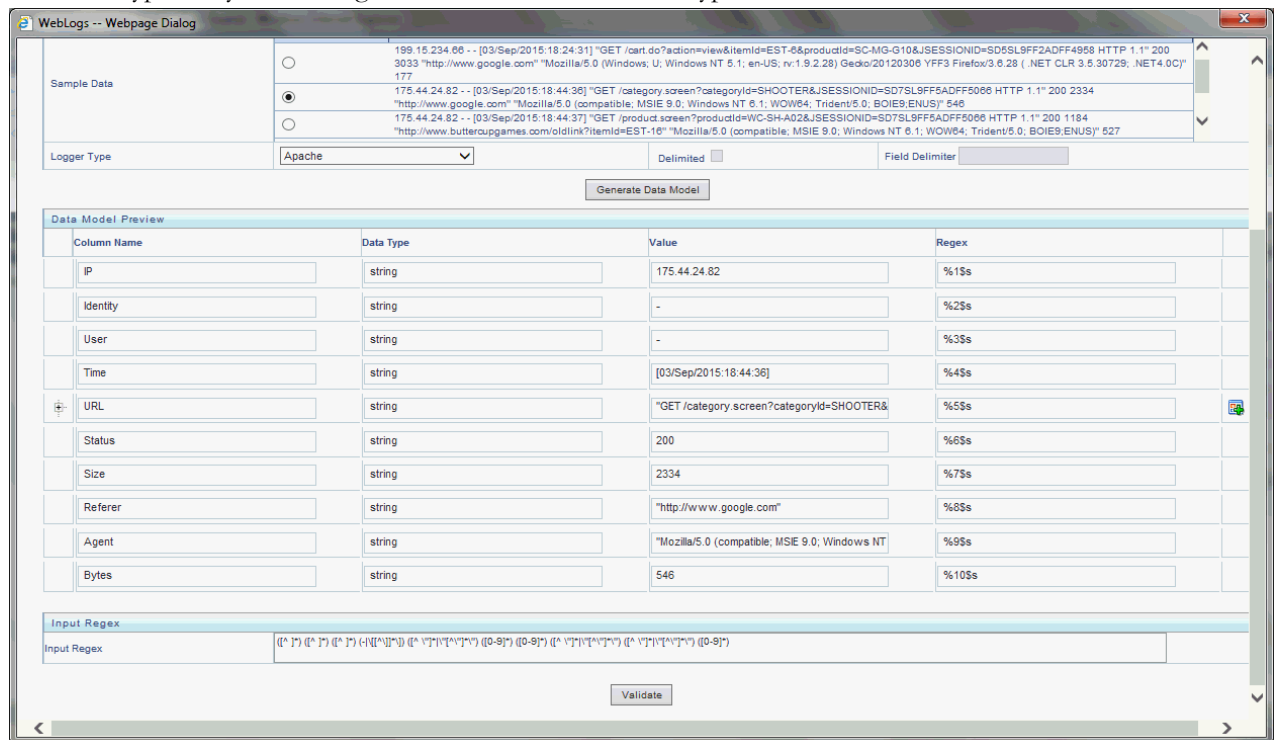 WebLogs -- Webpage Dialog
X
Sample Data
199.15.234.66 - - [03/Sep/2015:18:24:31] "GET /cart.do?action=view&itemId=EST-6&productId=SC-MG-G10&JSESSIONID=SD5SL9FF2ADFF4958 HTTP 1.1" 200
3033 "http://www.google.com" "Mozilla/5.0 (Windows; U; Windows NT 5.1; en-US; rv:1.9.2.28) Gecko/20120306 YFF3 Firefox/3.6.28 ( .NET CLR 3.5.30729; .NET4.0C)"
177
175.44.24.82 - - [03/Sep/2015:18:44:36] "GET /category.screen?categoryId=SHOOTER&JSESSIONID=SD7SL9FF5ADFF5066 HTTP 1.1" 200 2334
"http://www.google.com" "Mozilla/5.0 (compatible; MSIE 9.0; Windows NT 6.1; WOW64; Trident/5.0; BOIE9;ENUS)" 546
175.44.24.82 - - [03/Sep/2015:18:44:37] "GET /product.screen?productId=WC-SH-A02&JSESSIONID=SD7SL9FF5ADFF5066 HTTP 1.1" 200 1184
"http://www.buttercupgames.com/oldlink?itemId=EST-16" "Mozilla/5.0 (compatible; MSIE 9.0; Windows NT 6.1; WOW64; Trident/5.0; BOIE9;ENUS)" 527
Logger Type Apache Delimited Field Delimiter
Generate Data Model
Data Model Preview
Column Name Data Type Value Regex
IP string 175.44.24.82 %1$s
Identity string - %2$s
User string - %3$s
Time string [03/Sep/2015:18:44:36] %4$s
URL string "GET /category.screen?categoryId=SHOOTER& %5$s
Status string 200 %6$s
Size string 2334 %7$s
Referer string "http://www.google.com" %8$s
Agent string "Mozilla/5.0 (compatible; MSIE 9.0; Windows NT %9$s
Bytes string 546 %10$s
Input Regex
Input Regex ([^ ]*) ([^ ]*) ([^ ]*) (-|\[[^\]]*\]) ([^ \"]*|\"[^\"]*\") ([0-9]*) ([0-9]*) ([^ \"]*|\"[^\"]*\") ([^ \"]*|\"[^\"]*\") ([0-9]*)
Validate